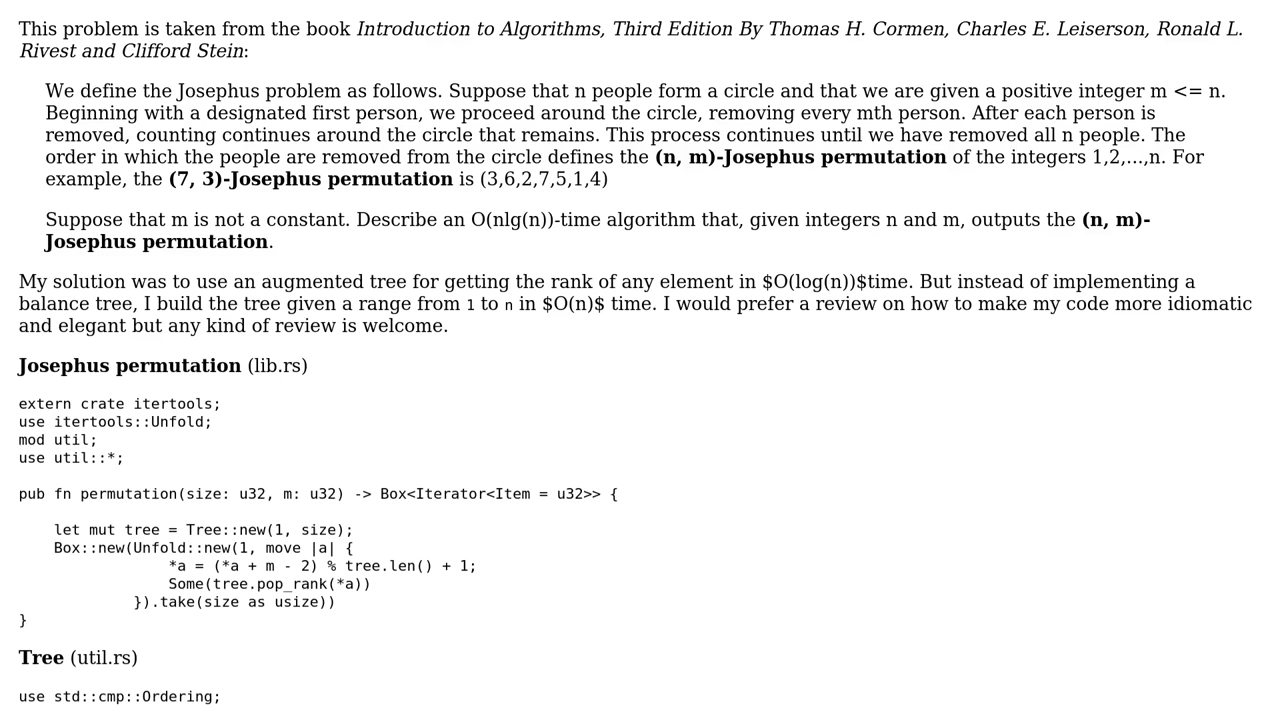 This problem is taken from the book Introduction to Algorithms, Third Edition By Thomas H. Cormen, Charles E. Leiserson, Ronald L.
Rivest and Clifford Stein:
We define the Josephus problem as follows. Suppose that n people form a circle and that we are given a positive integer m <= n.
Beginning with a designated first person, we proceed around the circle, removing every mth person. After each person is
removed, counting continues around the circle that remains. This process continues until we have removed all n people. The
order in which the people are removed from the circle defines the (n, m)-Josephus permutation of the integers 1,2,...,n. For
example, the (7, 3)-Josephus permutation is (3,6,2,7,5,1,4)
Suppose that m is not a constant. Describe an O(nlg(n))-time algorithm that, given integers n and m, outputs the (n, m)-
Josephus permutation.
My solution was to use an augmented tree for getting the rank of any element in $O(log(n))$time. But instead of implementing a
balance tree, I build the tree given a range from 1 to n in $O(n)$ time. I would prefer a review on how to make my code more idiomatic
and elegant but any kind of review is welcome.
Josephus permutation (lib.rs)
extern crate itertools;
use itertools::Unfold;
mod util;
use util::*;
pub fn permutation(size: u32, m: u32) -> Box<Iterator<Item = u32>> {
let mut tree = Tree::new(1, size);
Box::new(Unfold::new(1, move |a| {
*a = (*a + m - 2) % tree.len() + 1;
Some(tree.pop_rank(*a))
}).take(size as usize))
}
Tree (util.rs)
use std::cmp::Ordering;